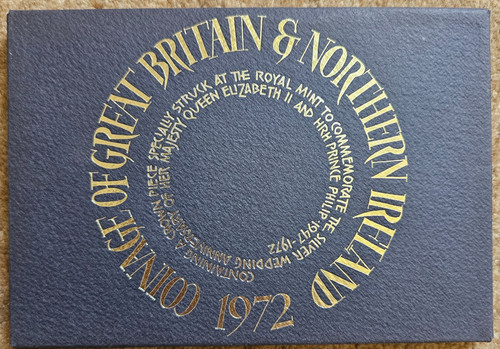 COINAGE OF GREAT BRITAIN & NORTHERN IRELAND
1972
CONTAINING A CROWN PIECE SPECIALLY STRUCK AT THE ROYAL MINT TO COMMEMORATE THE SILVER WEDDING
ANNIVERSARY OF HER MAJESTY QUEEN ELIZABETH II AND HRH PRINCE PHILIP 1947-1972